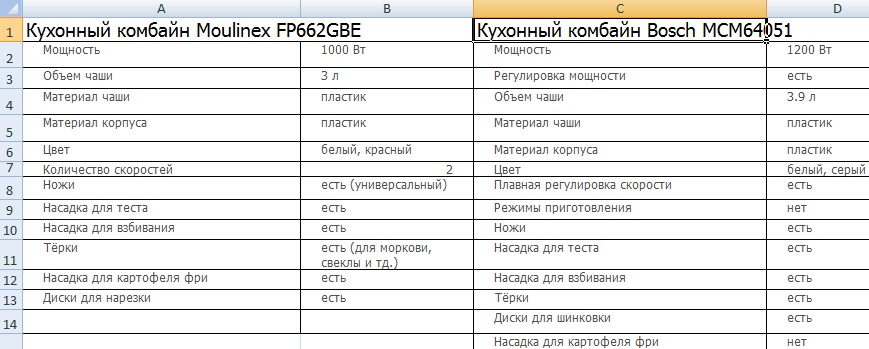 A B C D
1 Кухонный комбайн Moulinex FP662GBE Кухонный комбайн Bosch MCM64051
2 Мощность 1000 Вт Мощность 1200 Вт
3 Объем чаши 3 л Регулировка мощности есть
4 Материал чаши пластик Объем чаши 3.9 л
5 Материал корпуса пластик Материал чаши пластик
6 Цвет белый, красный Материал корпуса пластик
7 Количество скоростей 2 Цвет белый, серый
8 Ножи есть (универсальный) Плавная регулировка скорости есть
9 Насадка для теста есть Режимы приготовления нет
10 Насадка для взбивания есть Ножи есть
11 Тёрки есть (для моркови, Насадка для теста есть
свеклы и тд.)
12 Насадка для картофеля фри есть Насадка для взбивания есть
13 Диски для нарезки есть Тёрки есть
14 Диски для шинковки есть
Насадка для картофеля фри нет